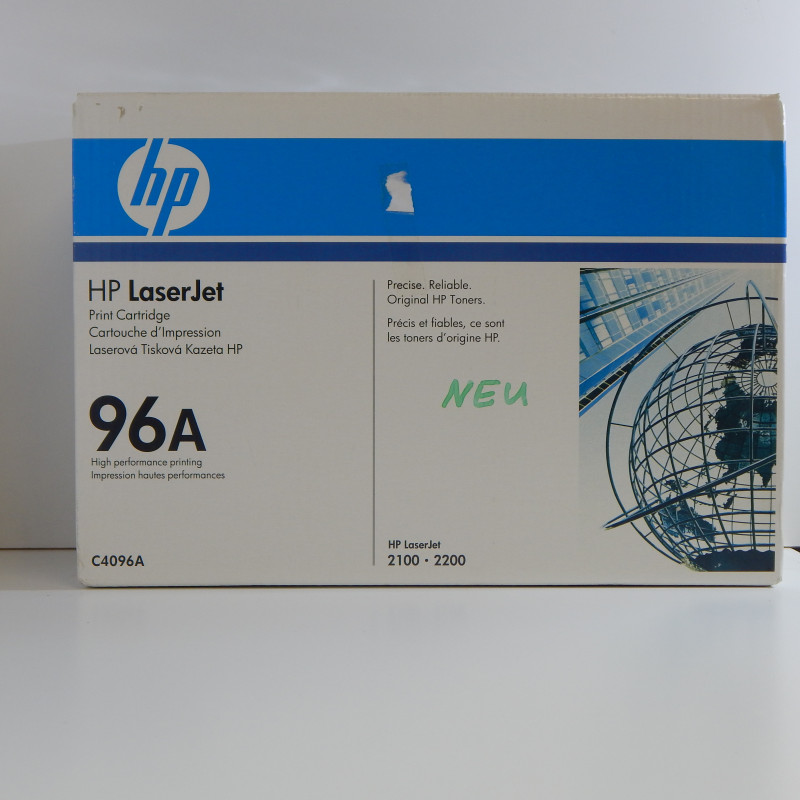 hp
HP LaserJet
Print Cartridge
Cartouche d'Impression
Laserová Tisková Kazeta HP
96A
High performance printing
Impression hautes performances
C4096A
Precise. Reliable.
Original HP Toners.
Précis et fiables, ce sont
les toners d'origine HP.
NEU
HP LaserJet
2100 • 2200